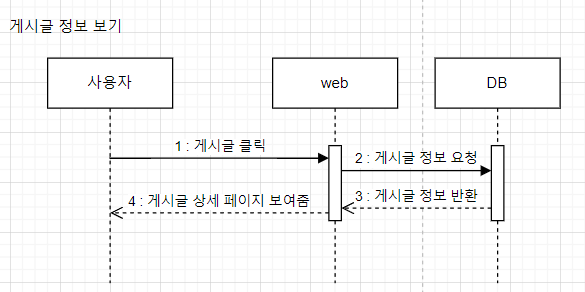 게시글 정보 보기
사용자
web
DB
1 : 게시글 클릭
2 : 게시글 정보 요청
3 : 게시글 정보 반환
4 : 게시글 상세 페이지 보여줌